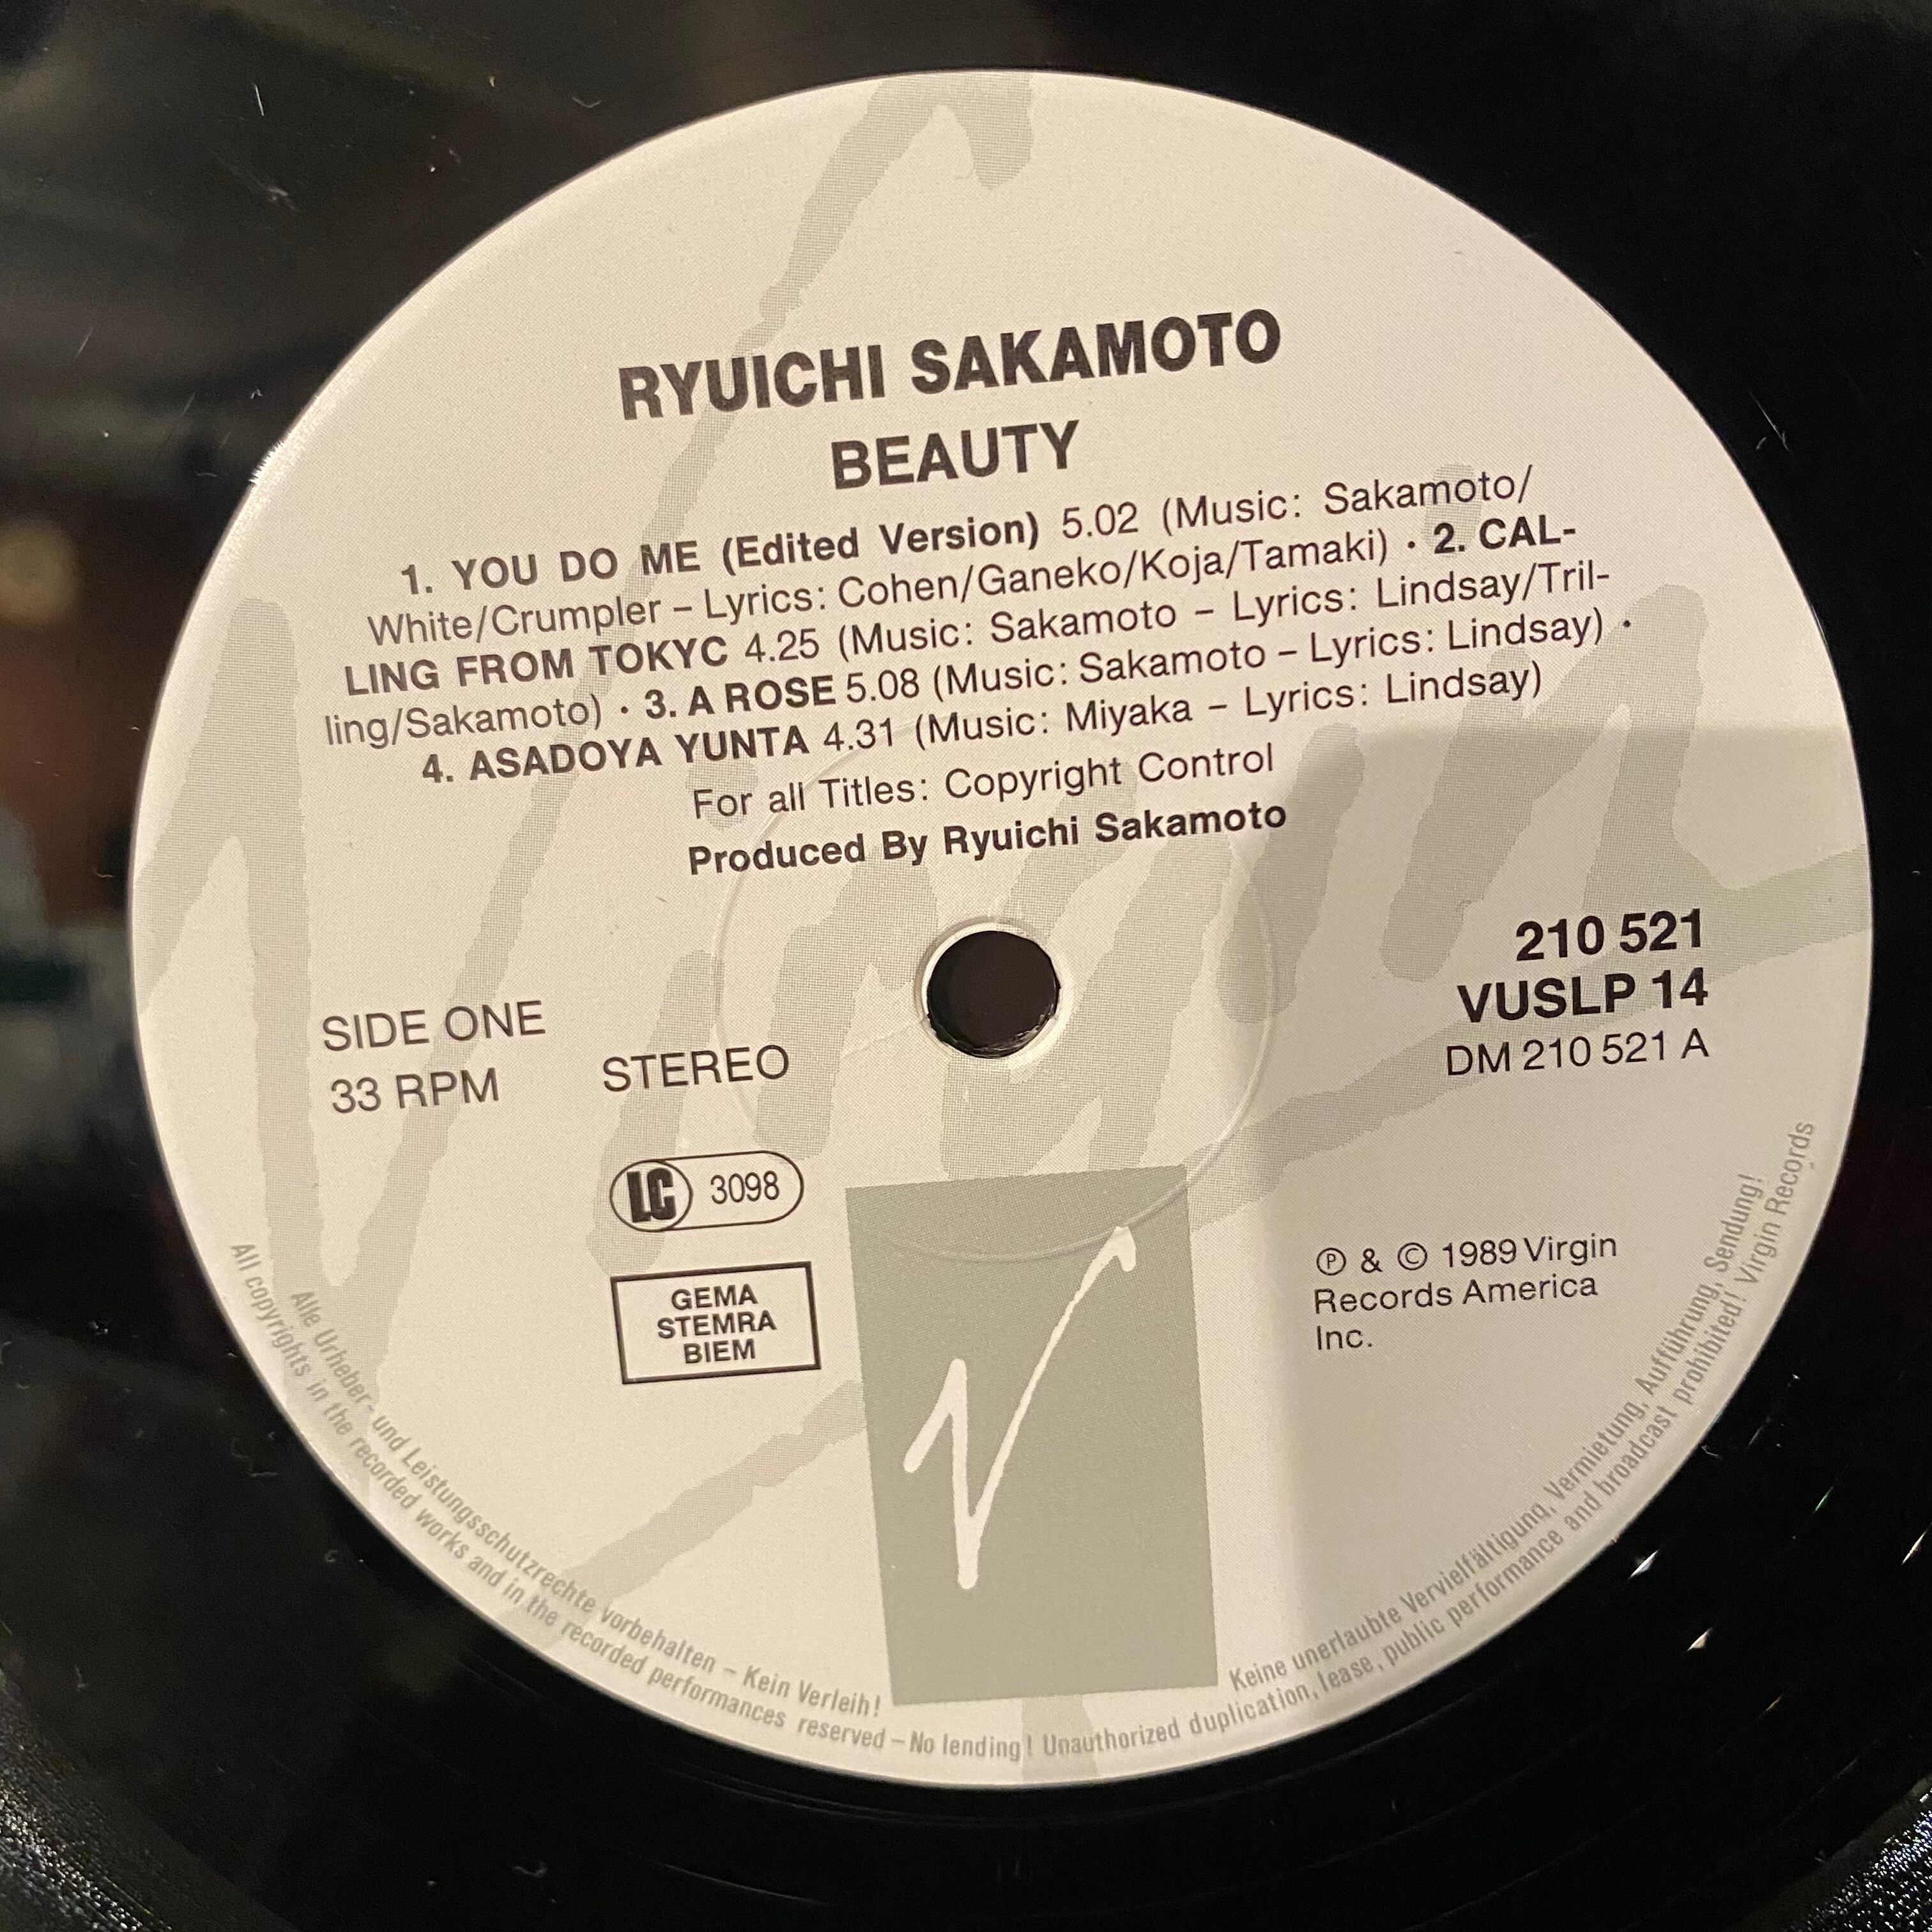 RYUICHI SAKAMOTO
BEAUTY
1. YOU DO ME (Edited Version) 5.02 (Music: Sakamoto/
White/Crumpler – Lyrics: Cohen/Ganeko/Koja/Tamaki) · 2. CAL-
LING FROM TOKYC 4.25 (Music: Sakamoto – Lyrics: Lindsay/Tril-
ling/Sakamoto) · 3. A ROSE 5.08 (Music: Sakamoto – Lyrics: Lindsay) ·
4. ASADOYA YUNTA 4.31 (Music: Miyaka – Lyrics: Lindsay)
For all Titles: Copyright Control
Produced By Ryuichi Sakamoto
210 521
VUSLP 14
DM 210 521 A
SIDE ONE
33 RPM
STEREO
LC 3098
GEMA
STEMRA
BIEM
℗ & © 1989 Virgin
Records America
Inc.
Virgin
V
Alle Urheber- und Leistungsschutzrechte vorbehalten – Kein Verleih! Keine unerlaubte Vervielfältigung, Vermietung, Aufführung, Sendung!
All copyrights in the recorded works and in the recorded performances reserved – No lending! Unauthorized duplication, lease, public performance and broadcast prohibited! Virgin Records